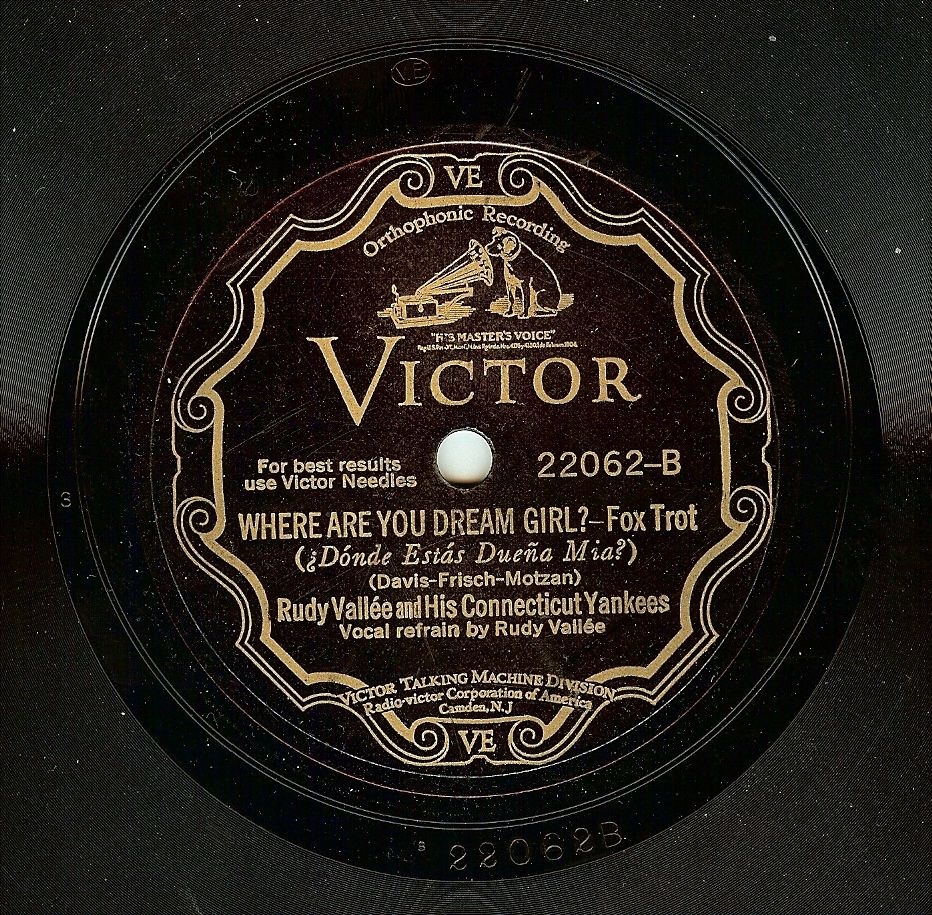 VE
VE
Orthophonic Recording
"HIS MASTER'S VOICE"
VICTOR
For best results
use Victor Needles
22062-B
WHERE ARE YOU DREAM GIRL?-Fox Trot
(¿Dónde Estás Dueña Mia?)
(Davis-Frisch-Motzan)
Rudy Vallée and His Connecticut Yankees
Vocal refrain by Rudy Vallée
VICTOR TALKING MACHINE DIVISION
Radio-victor Corporation of America
Camden, N.J
VE
S
S
22062B